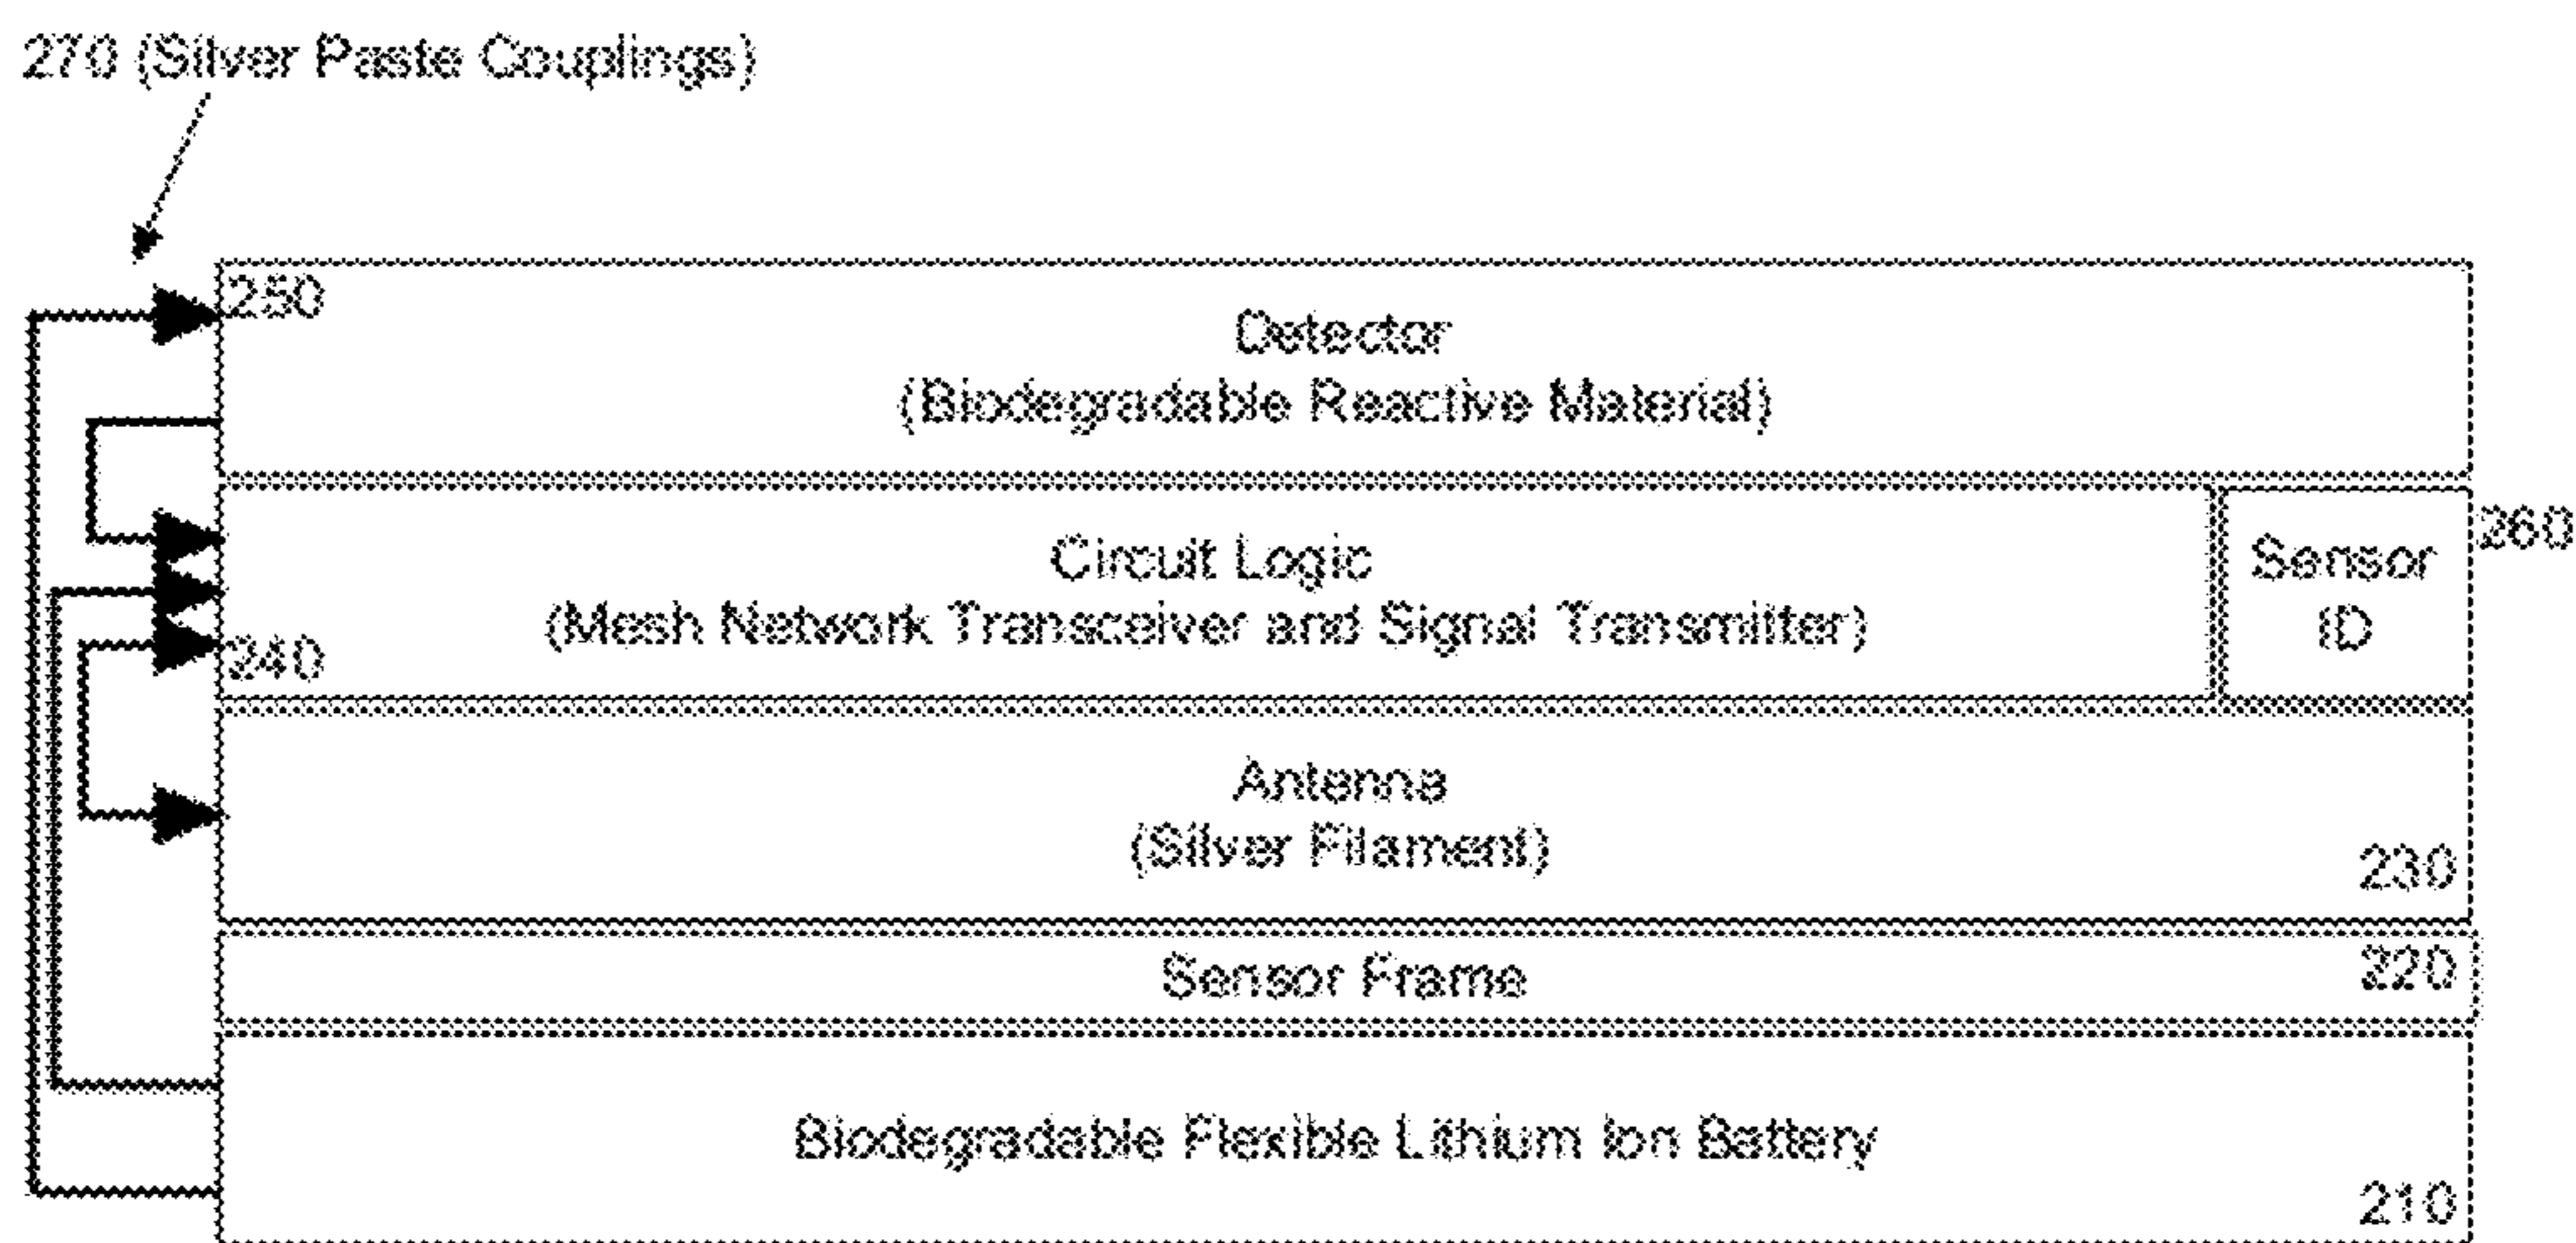 270 (Silver Paste Couplings)
250
Detector
(Biodegradable Reactive Material)
Circuit Logic
(Mesh Network Transceiver and Signal Transmitter)
240
Sensor
ID
260
Antenna
(Silver Filament)
230
Sensor Frame
220
Biodegradable Flexible Lithium Ion Battery
210